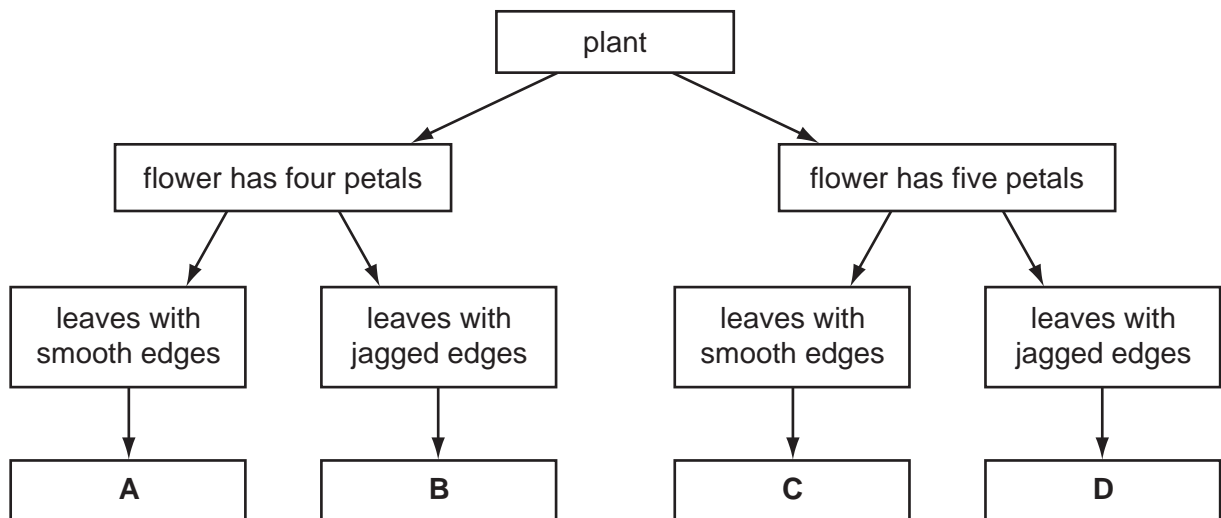 plant
flower has four petals
flower has five petals
leaves with
smooth edges
leaves with
jagged edges
leaves with
smooth edges
leaves with
jagged edges
A
B
C
D